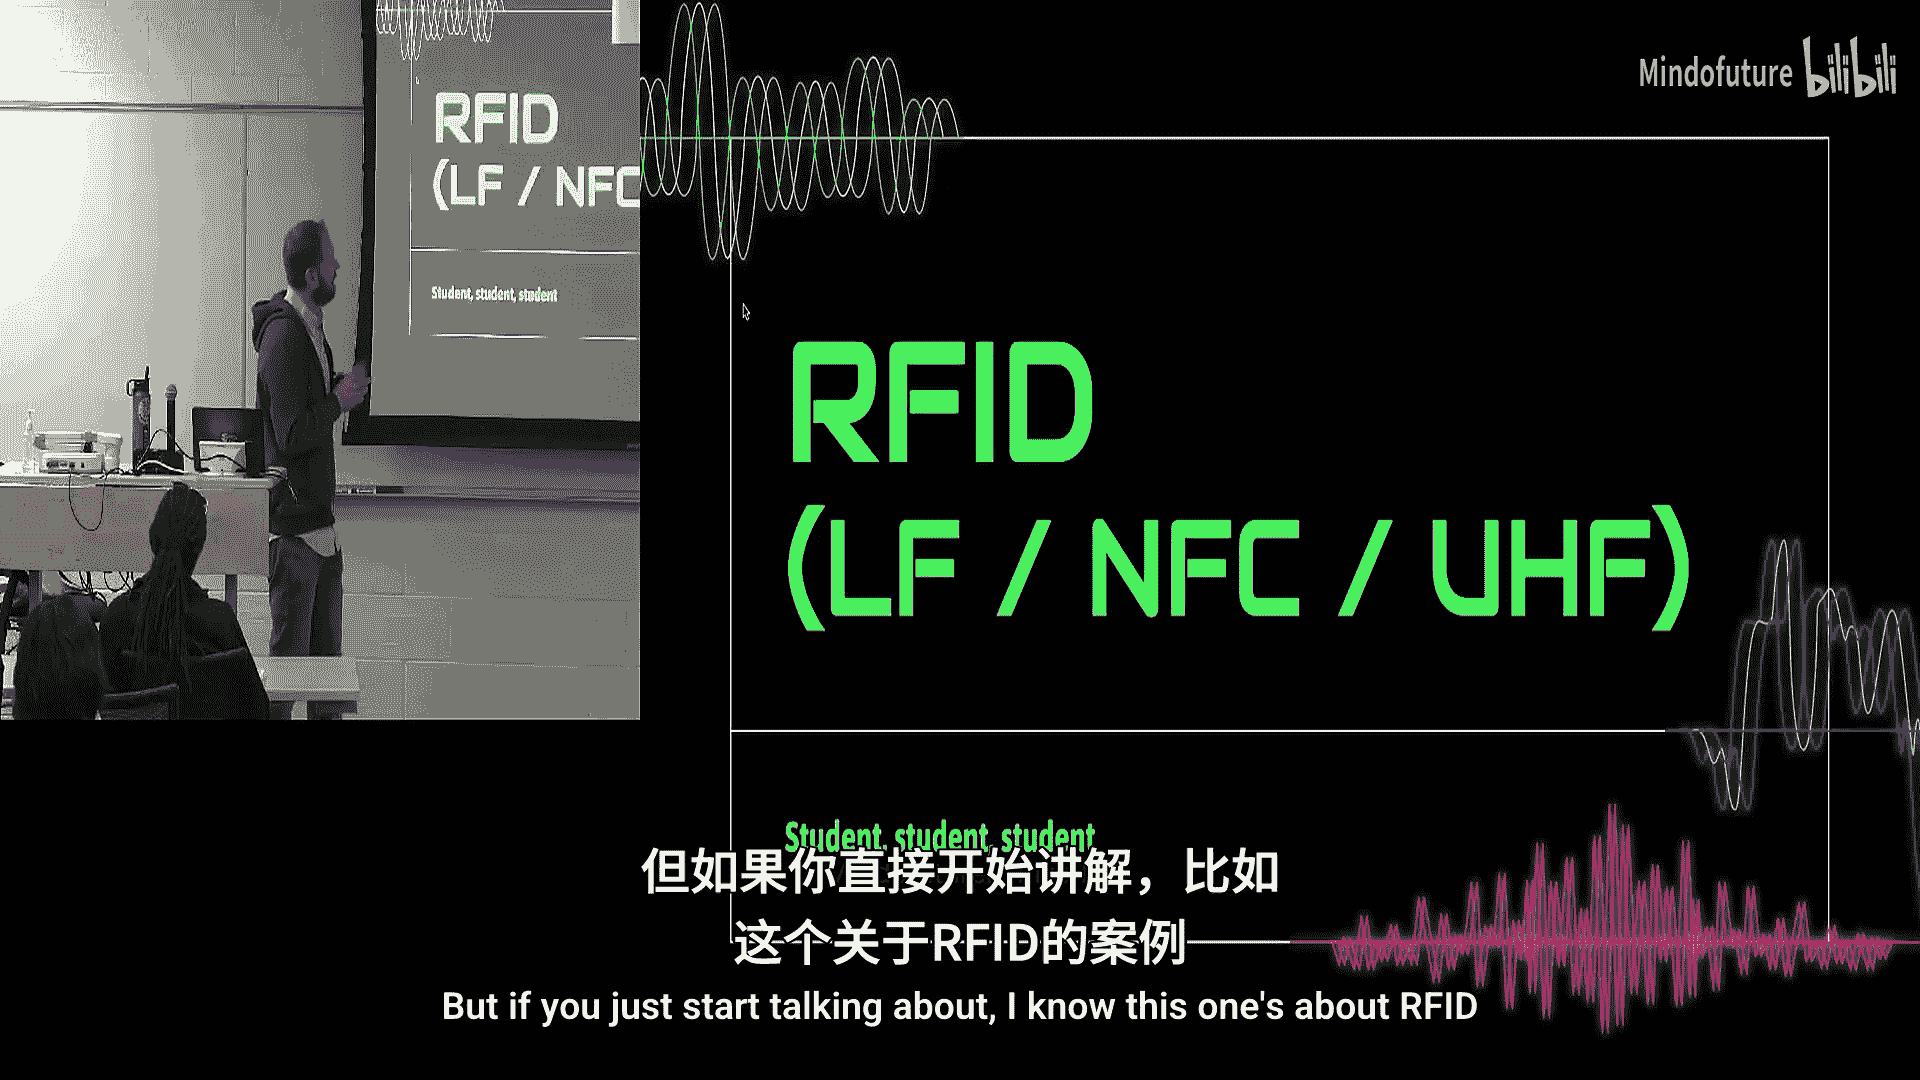 RFID
(LF / NFC
Student, student, student
Mindofuture bilibili
RFID
(LF / NFC / UHF)
Student, student, student
但如果你直接开始讲解，比如
这个关于RFID的案例
But if you just start talking about, I know this one's about RFID